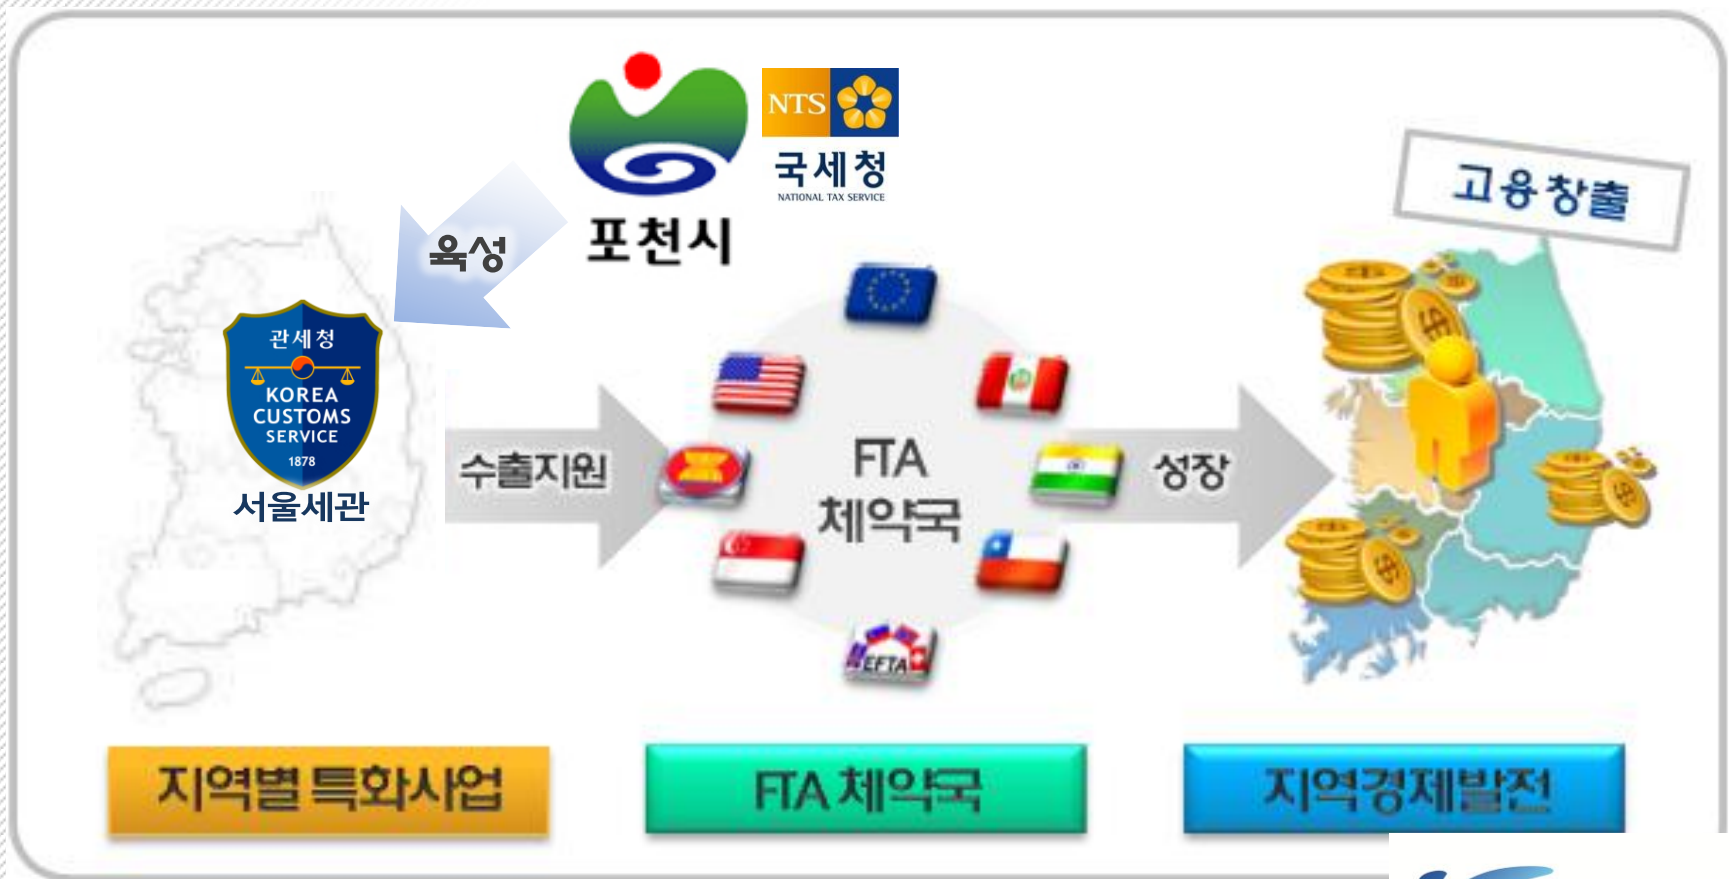 NTS
국세청
NATIONAL TAX SERVICE
포천시
육성
고용창출
관세청
KOREA
CUSTOMS
SERVICE
1878
서울세관
수출지원
FTA
체약국
성장
EFTA
지역별 특화사업
FTA 체약국
지역경제발전